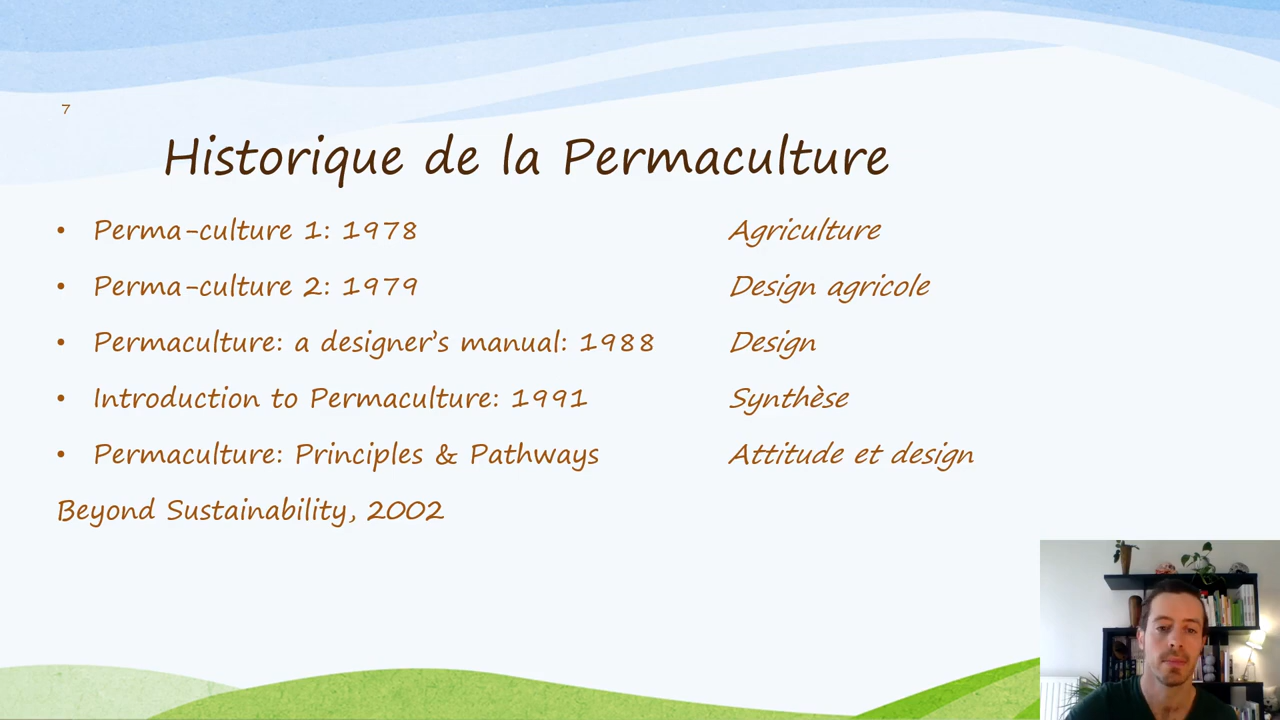 7
Historique de la Permaculture
• Perma-culture 1: 1978 Agriculture
• Perma-culture 2: 1979 Design agricole
• Permaculture: a designer’s manual: 1988 Design
• Introduction to Permaculture: 1991 Synthèse
• Permaculture: Principles & Pathways Attitude et design
Beyond Sustainability, 2002